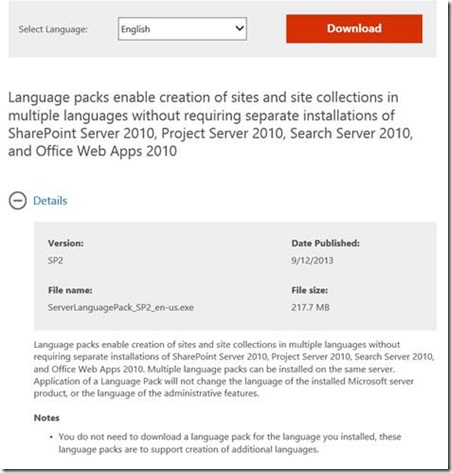 Select Language: English Download
Language packs enable creation of sites and site collections in
multiple languages without requiring separate installations of
SharePoint Server 2010, Project Server 2010, Search Server 2010,
and Office Web Apps 2010
Details
Version: Date Published:
SP2 9/12/2013
File name: File size:
ServerLanguagePack_SP2_en-us.exe 217.7 MB
Language packs enable creation of sites and site collections in multiple languages without
requiring separate installations of SharePoint Server 2010, Project Server 2010, Search Server 2010,
and Office Web Apps 2010. Multiple language packs can be installed on the same server.
Application of a Language Pack will not change the language of the installed Microsoft server
product, or the language of the administrative features.
Notes
• You do not need to download a language pack for the language you installed, these
language packs are to support creation of additional languages.